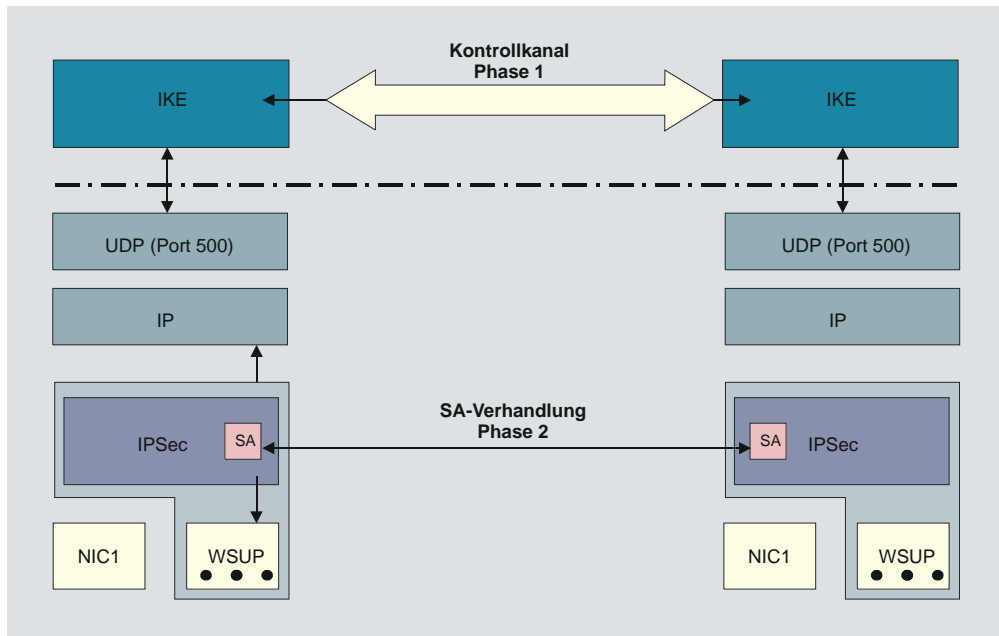 Kontrollkanal
Phase 1
IKE
IKE
UDP (Port 500)
UDP (Port 500)
IP
IP
SA-Verhandlung
Phase 2
IPSec
SA
SA
IPSec
NIC1
WSUP
NIC1
WSUP